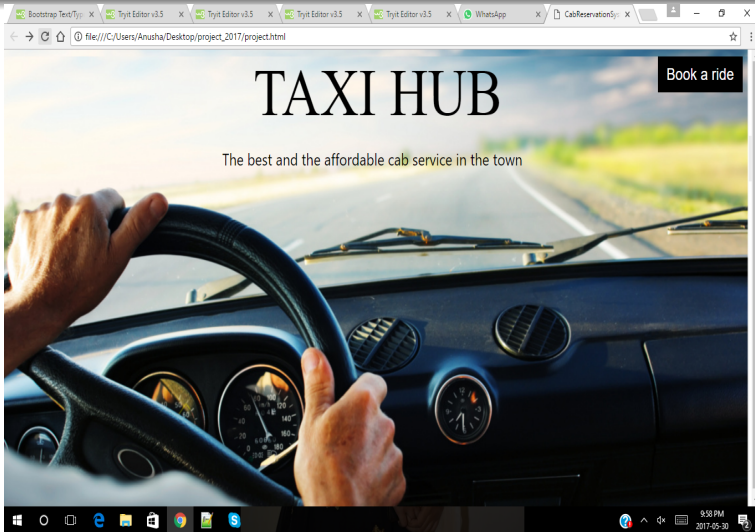 Bootstrap Text/Typ
Tryit Editor v3.5
Tryit Editor v3.5
Tryit Editor v3.5
Tryit Editor v3.5
WhatsApp
CabReservationSys
file:///C:/Users/Anusha/Desktop/project_2017/project.html
Book a ride
TAXI HUB
The best and the affordable cab service in the town
9:58 PM
2017-05-30